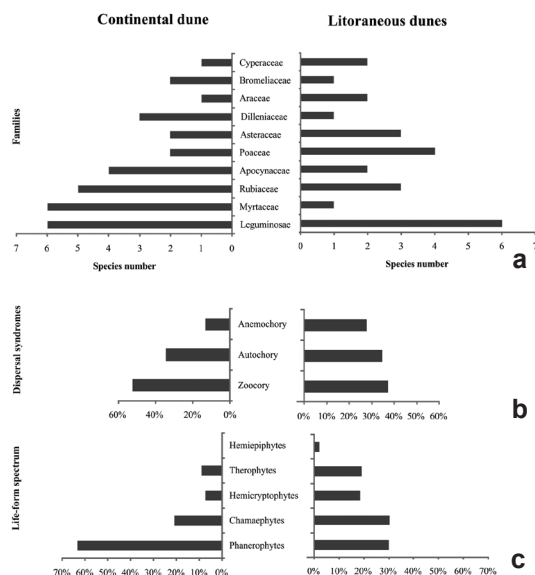 Continental dune Litoraneous dunes
Families
Cyperaceae
Bromeliaceae
Araceae
Dilleniaceae
Asteraceae
Poaceae
Apocynaceae
Rubiaceae
Myrtaceae
Leguminosae
7 6 5 4 3 2 1 0 0 1 2 3 4 5 6 7
Species number Species number
a
Dispersal syndromes
Anemochory
Autochory
Zoocory
60% 40% 20% 0% 0% 10% 20% 30% 40% 50% 60%
b
Life-form spectrum
Hemiepiphytes
Therophytes
Hemicryptophytes
Chamaephytes
Phanerophytes
70% 60% 50% 40% 30% 20% 10% 0% 0% 10% 20% 30% 40% 50% 60% 70%
c